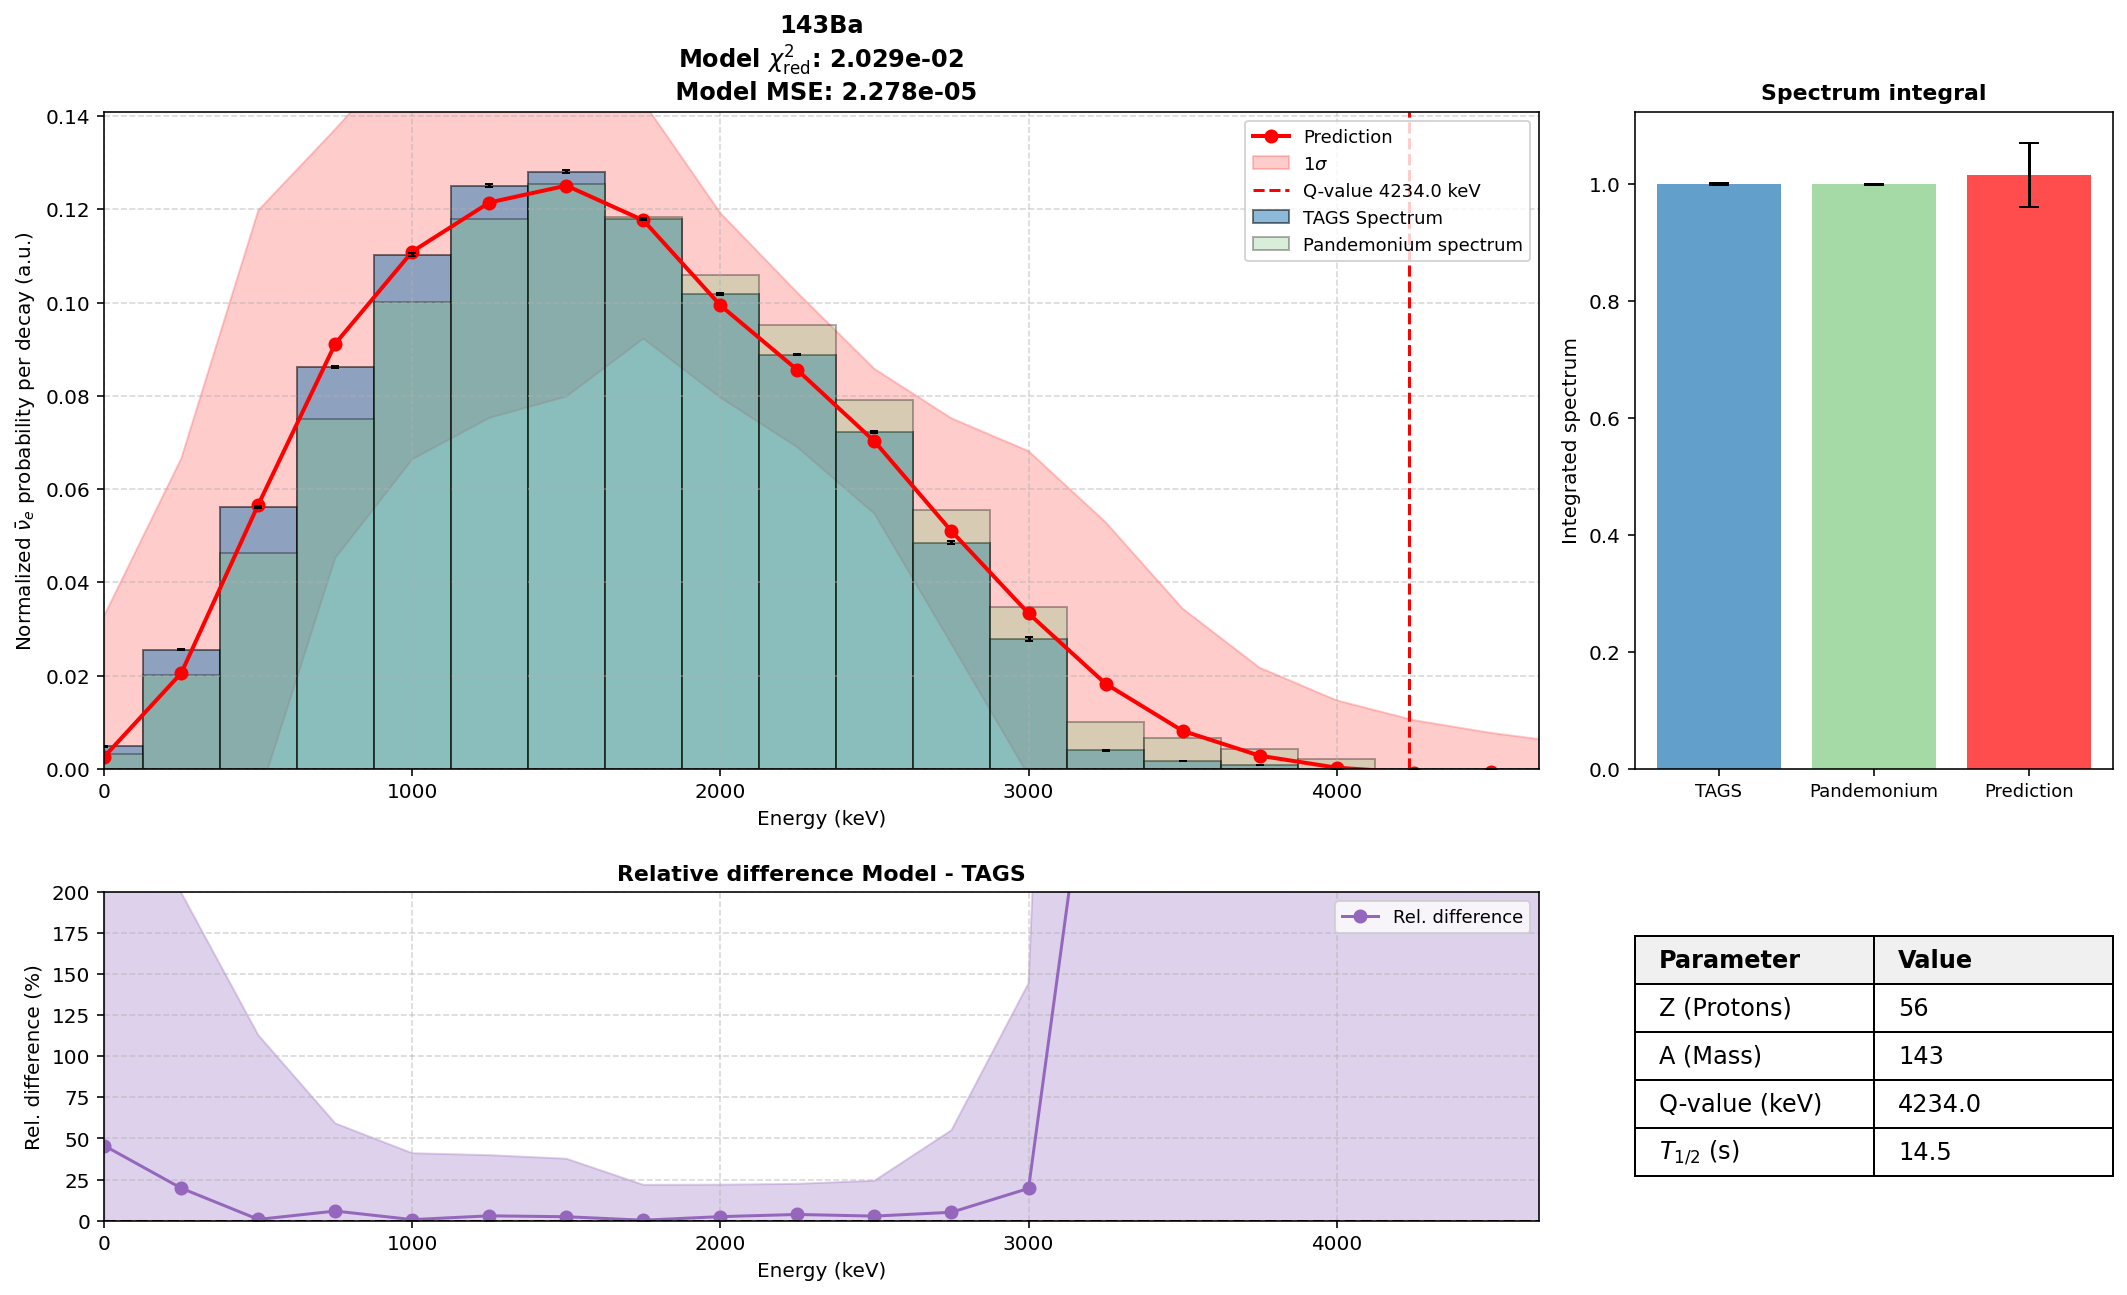 143Ba
Model χ²red: 2.029e-02
Model MSE: 2.278e-05
Normalized ν̄e probability per decay (a.u.)
0.14
0.12
0.10
0.08
0.06
0.04
0.02
0.00
0 1000 2000 3000 4000
Energy (keV)
Prediction
1σ
Q-value 4234.0 keV
TAGS Spectrum
Pandemonium spectrum
Spectrum integral
Integrated spectrum
1.0
0.8
0.6
0.4
0.2
0.0
TAGS Pandemonium Prediction
Relative difference Model - TAGS
Rel. difference (%)
200
175
150
125
100
75
50
25
0
0 1000 2000 3000 4000
Energy (keV)
Rel. difference
Parameter Value
Z (Protons) 56
A (Mass) 143
Q-value (keV) 4234.0
T1/2 (s) 14.5